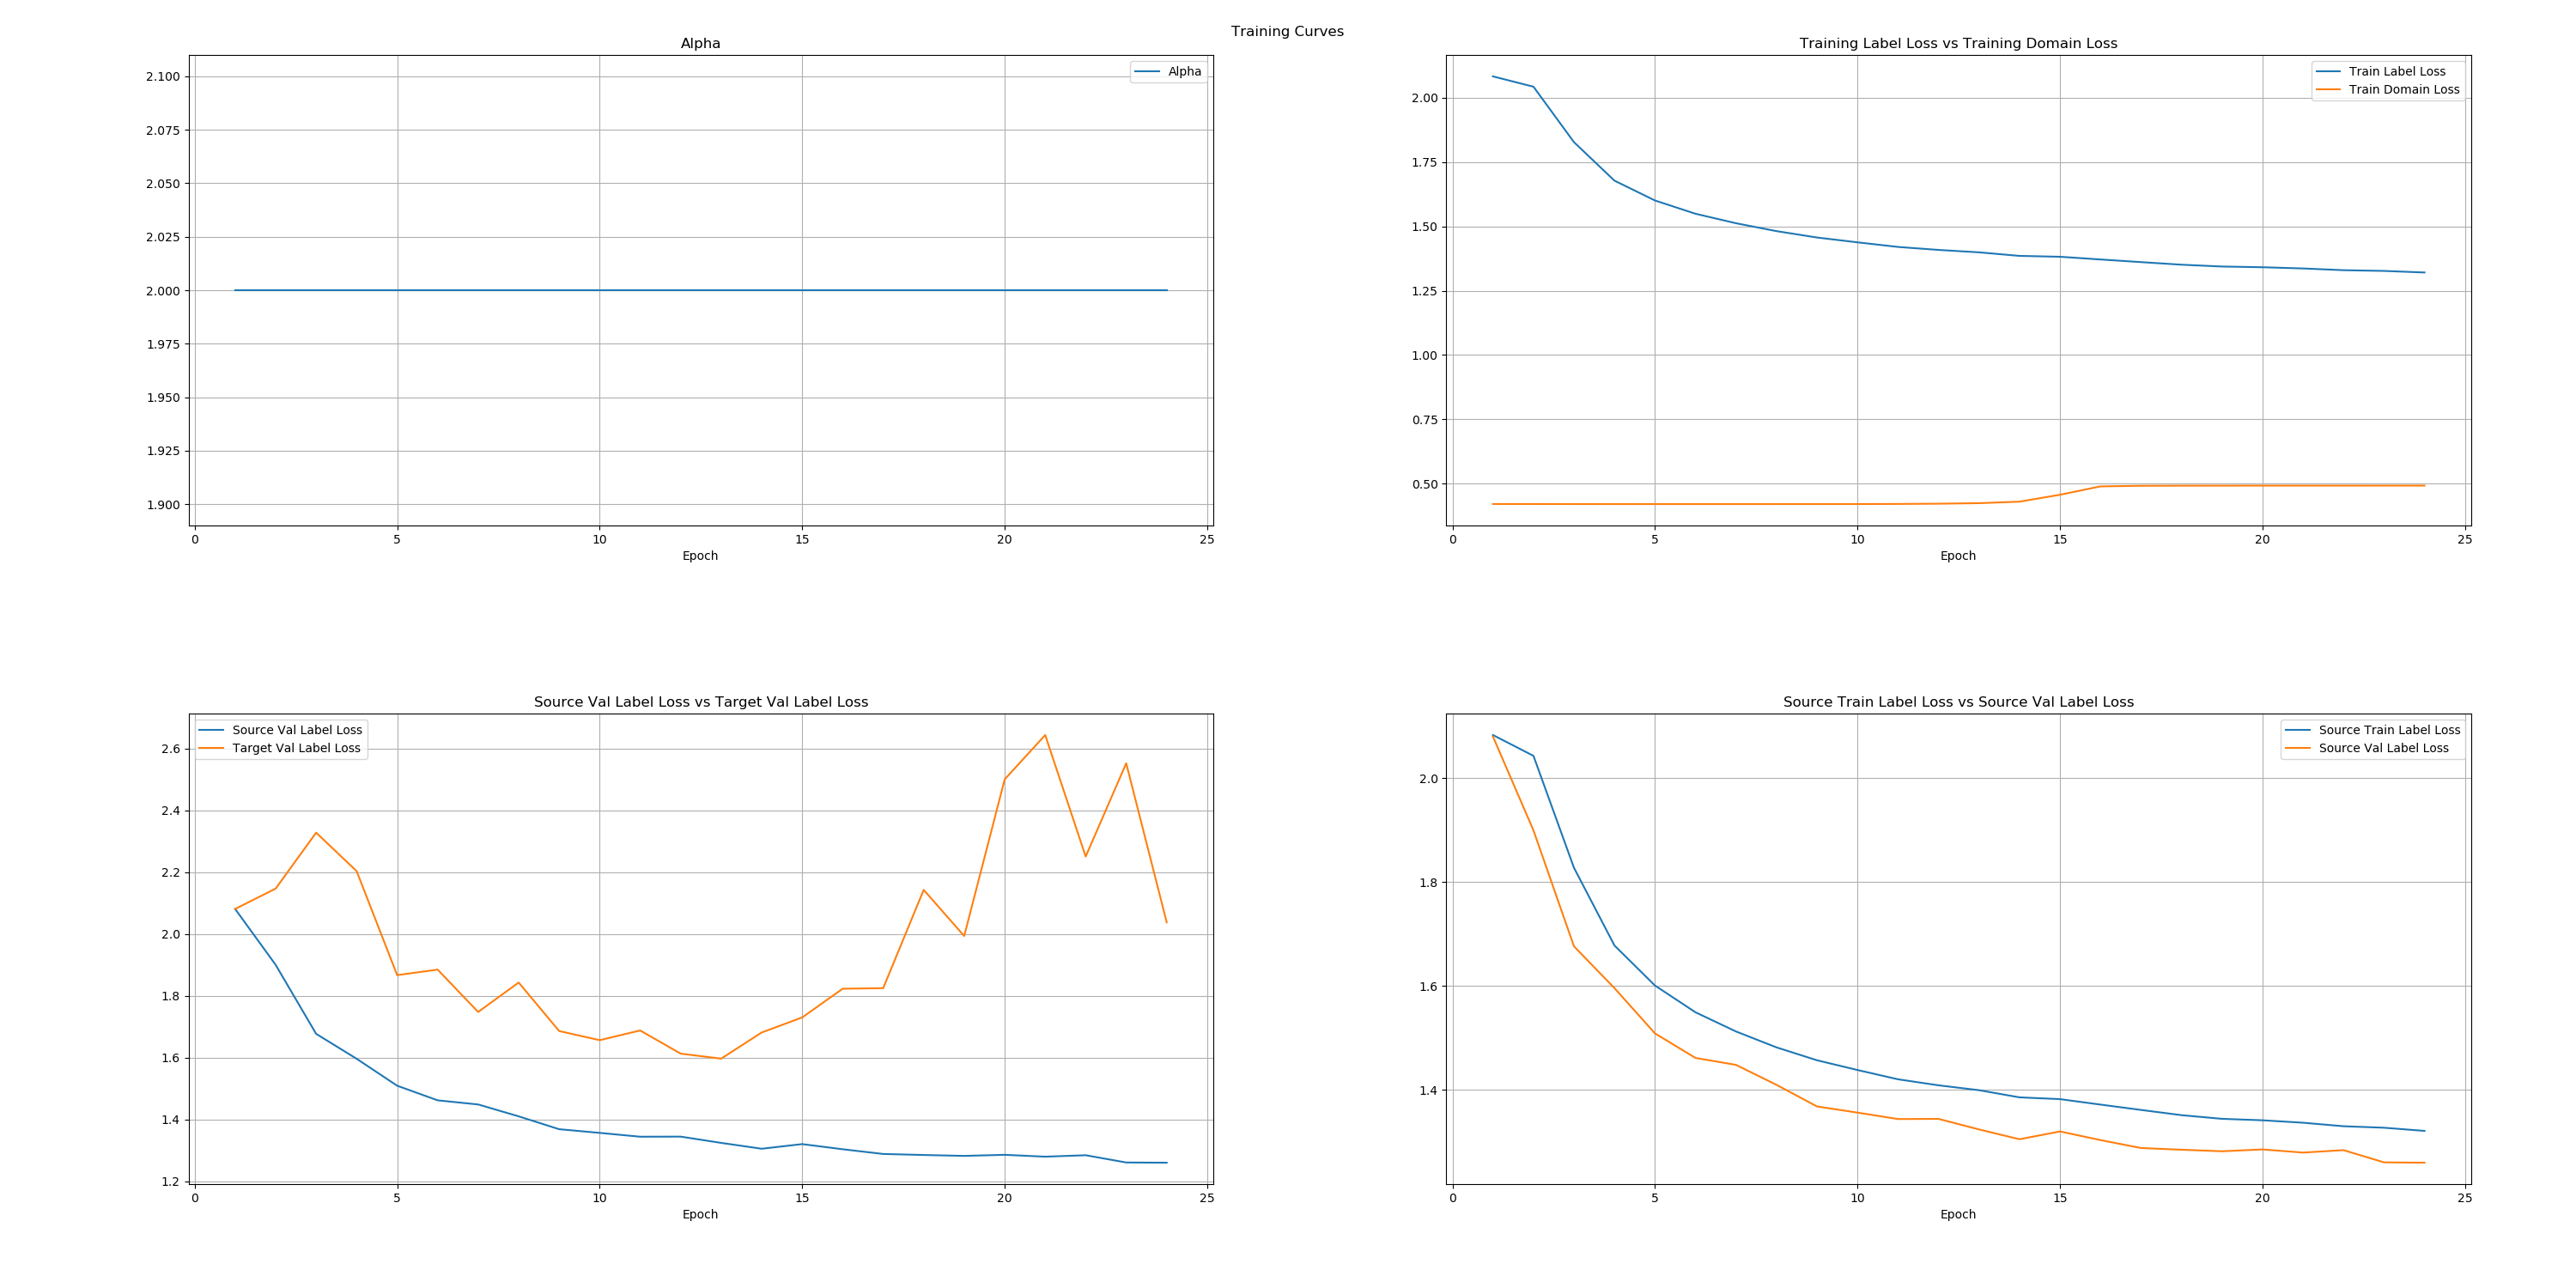 Training Curves
Alpha
Alpha
2.100
2.075
2.050
2.025
2.000
1.975
1.950
1.925
1.900
0 5 10 15 20 25
Epoch
Training Label Loss vs Training Domain Loss
Train Label Loss
Train Domain Loss
2.00
1.75
1.50
1.25
1.00
0.75
0.50
0 5 10 15 20 25
Epoch
Source Val Label Loss vs Target Val Label Loss
Source Val Label Loss
Target Val Label Loss
2.6
2.4
2.2
2.0
1.8
1.6
1.4
1.2
0 5 10 15 20 25
Epoch
Source Train Label Loss vs Source Val Label Loss
Source Train Label Loss
Source Val Label Loss
2.0
1.8
1.6
1.4
0 5 10 15 20 25
Epoch